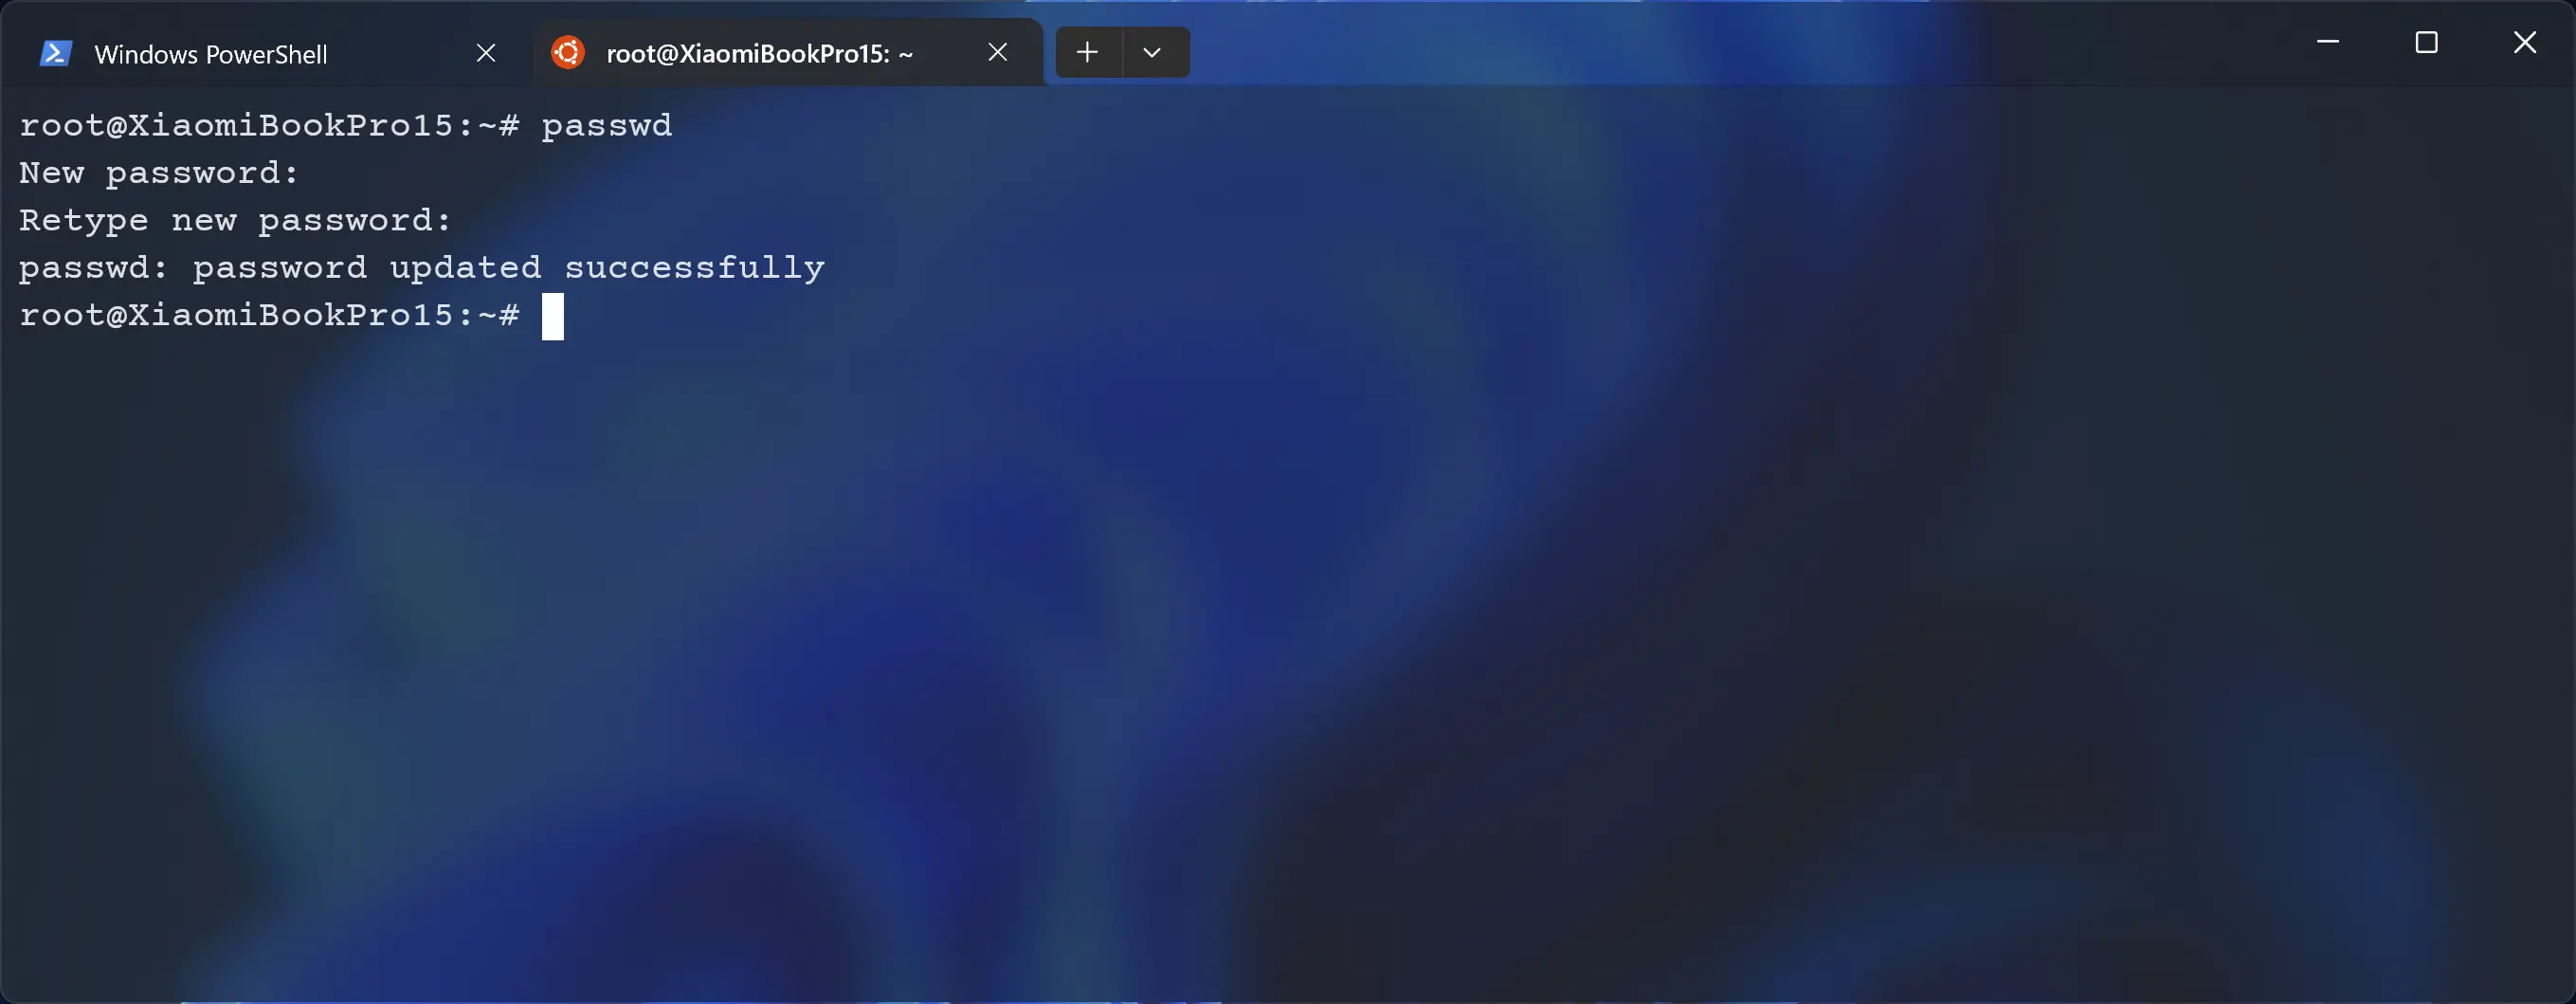 Windows PowerShell
root@XiaomiBookPro15: ~
root@XiaomiBookPro15:~# passwd
New password:
Retype new password:
passwd: password updated successfully
root@XiaomiBookPro15:~#